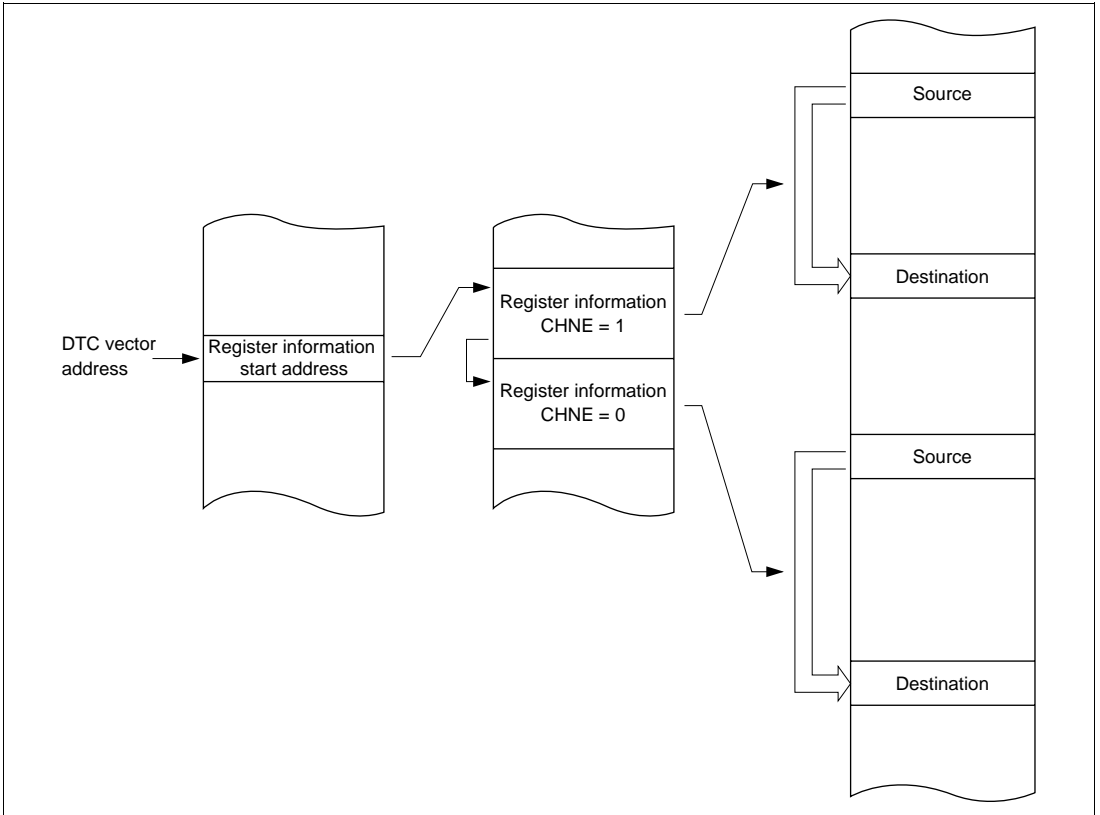 DTC vector
address
Register information
start address
Register information
CHNE = 1
Register information
CHNE = 0
Source
Destination
Source
Destination